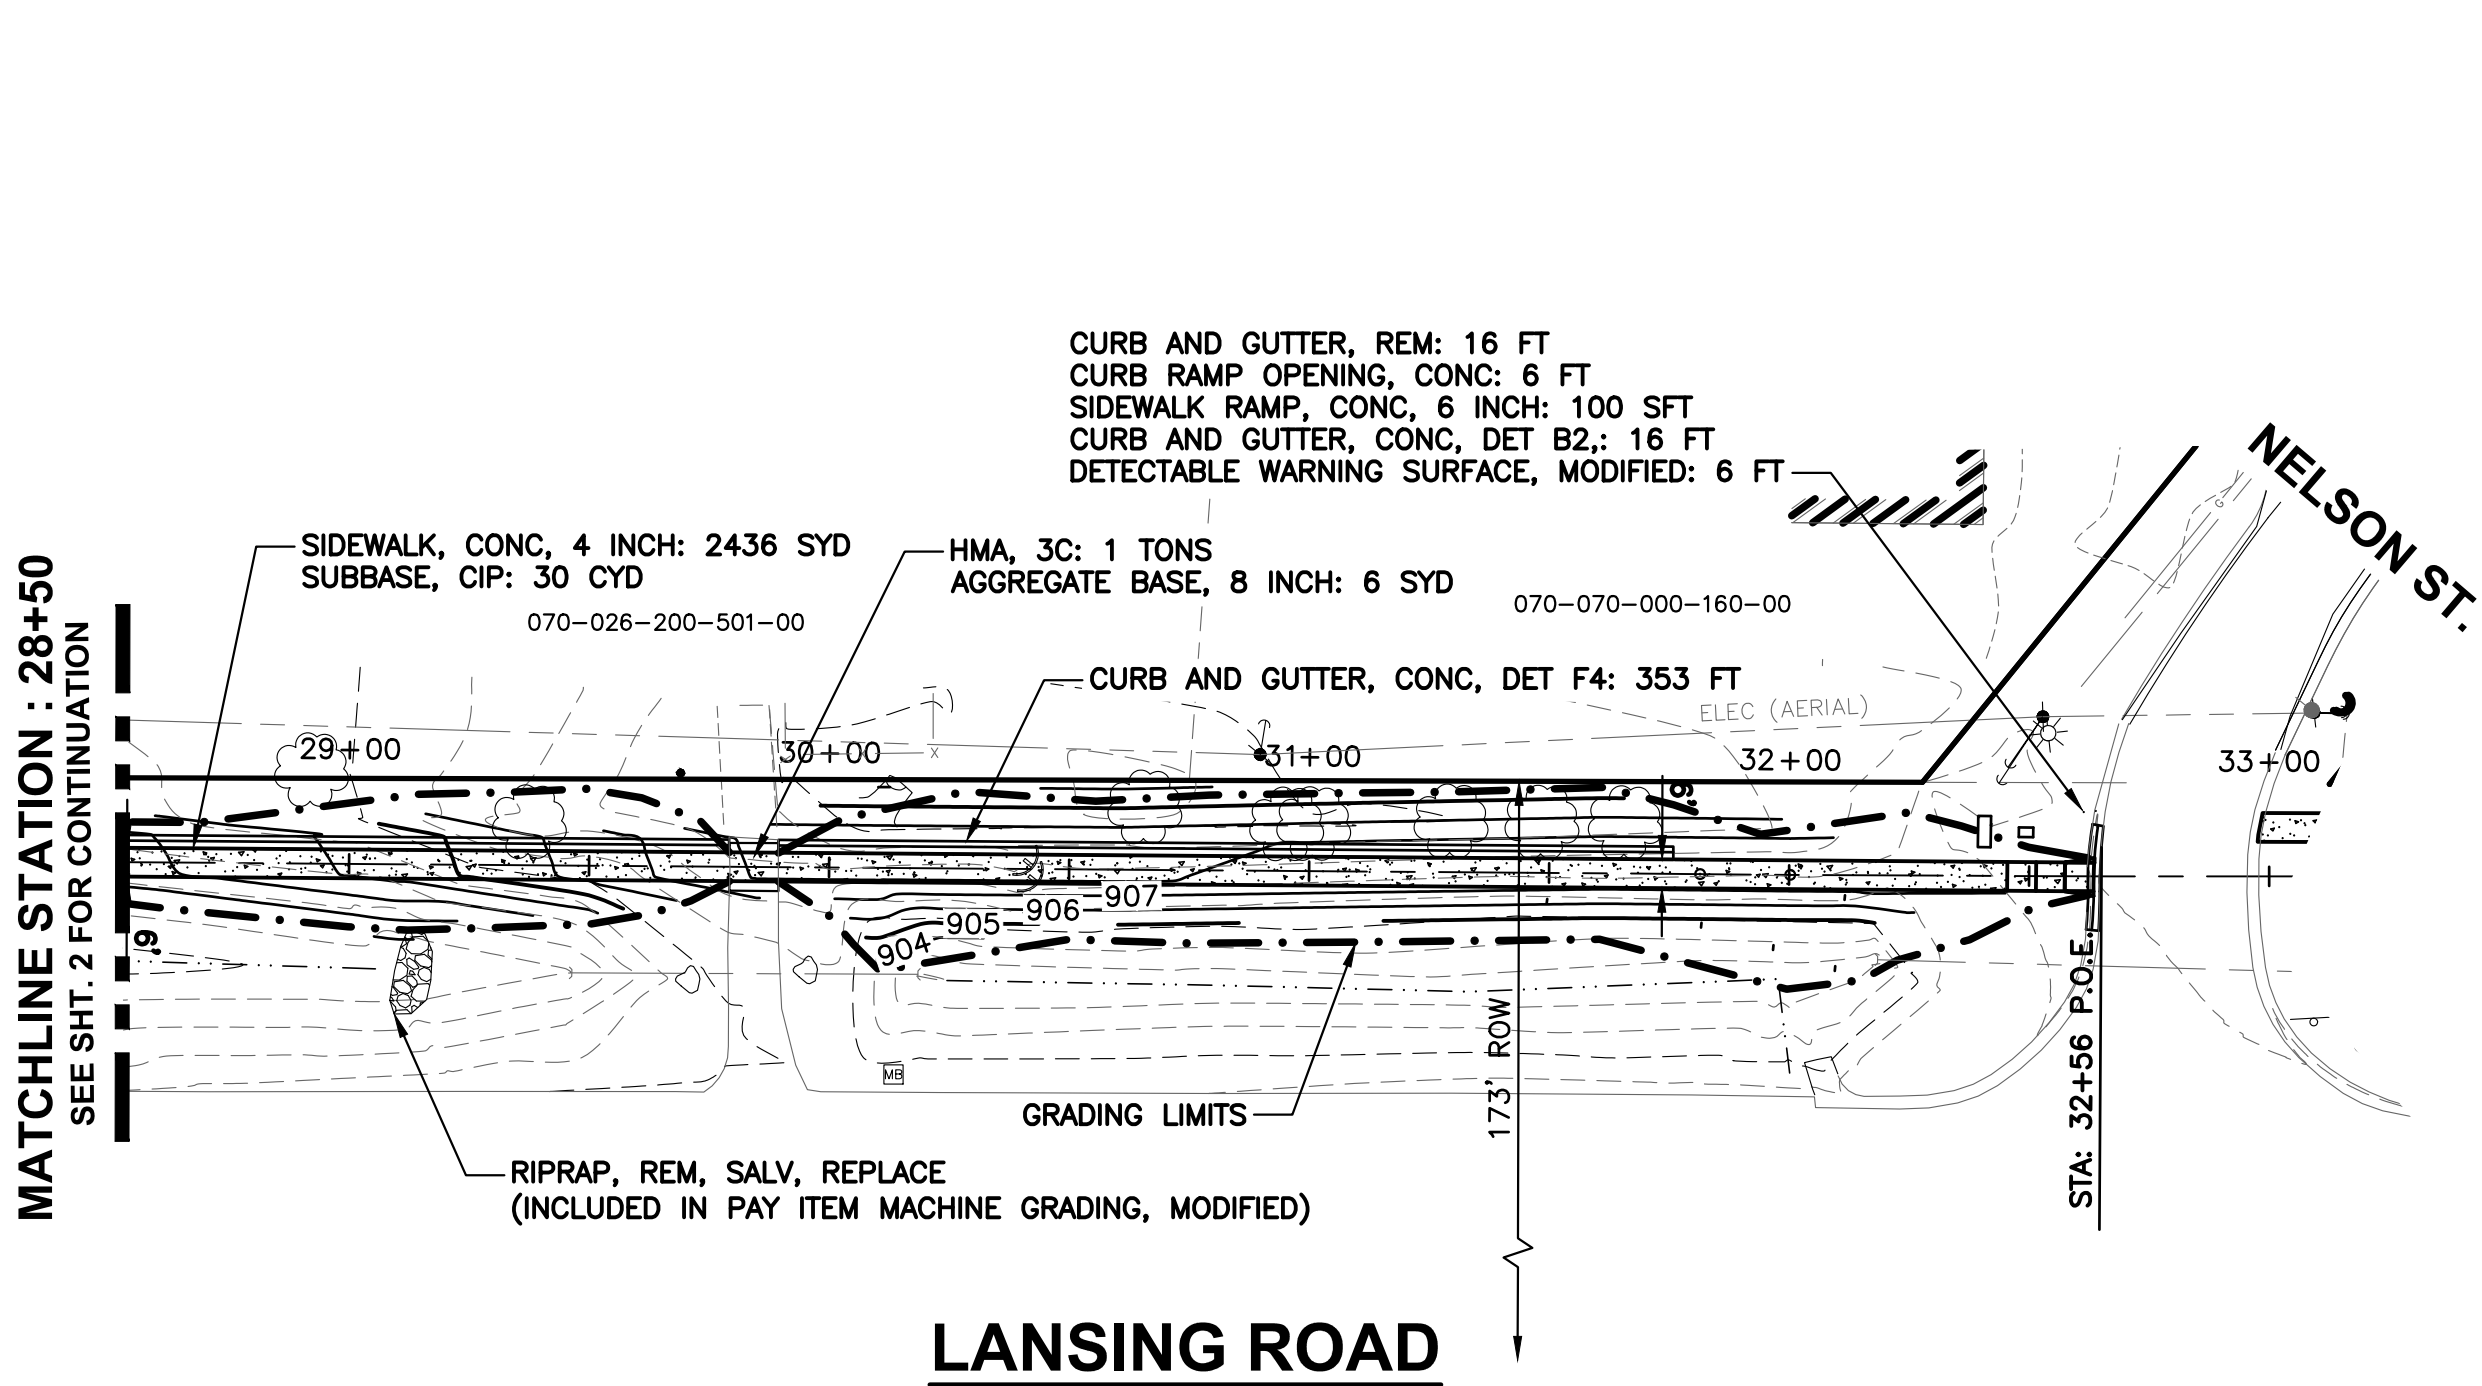 CURB AND GUTTER, REM: 16 FT
CURB RAMP OPENING, CONC: 6 FT
SIDEWALK RAMP, CONC, 6 INCH: 100 SFT
CURB AND GUTTER, CONC, DET B2,: 16 FT
DETECTABLE WARNING SURFACE, MODIFIED: 6 FT
NELSON ST.
G
SIDEWALK, CONC, 4 INCH: 2436 SYD
SUBBASE, CIP: 30 CYD
HMA, 3C: 1 TONS
AGGREGATE BASE, 8 INCH: 6 SYD
070-026-200-501-00
070-070-000-160-00
CURB AND GUTTER, CONC, DET F4: 353 FT
ELEC (AERIAL)
MATCHLINE STATION : 28+50
SEE SHT. 2 FOR CONTINUATION
29+00
30+00
31+00
32+00
33+00
907
906
905
904
173' ROW
STA: 32+56 P.O.E.
MB
GRADING LIMITS
RIPRAP, REM, SALV, REPLACE
(INCLUDED IN PAY ITEM MACHINE GRADING, MODIFIED)
LANSING ROAD